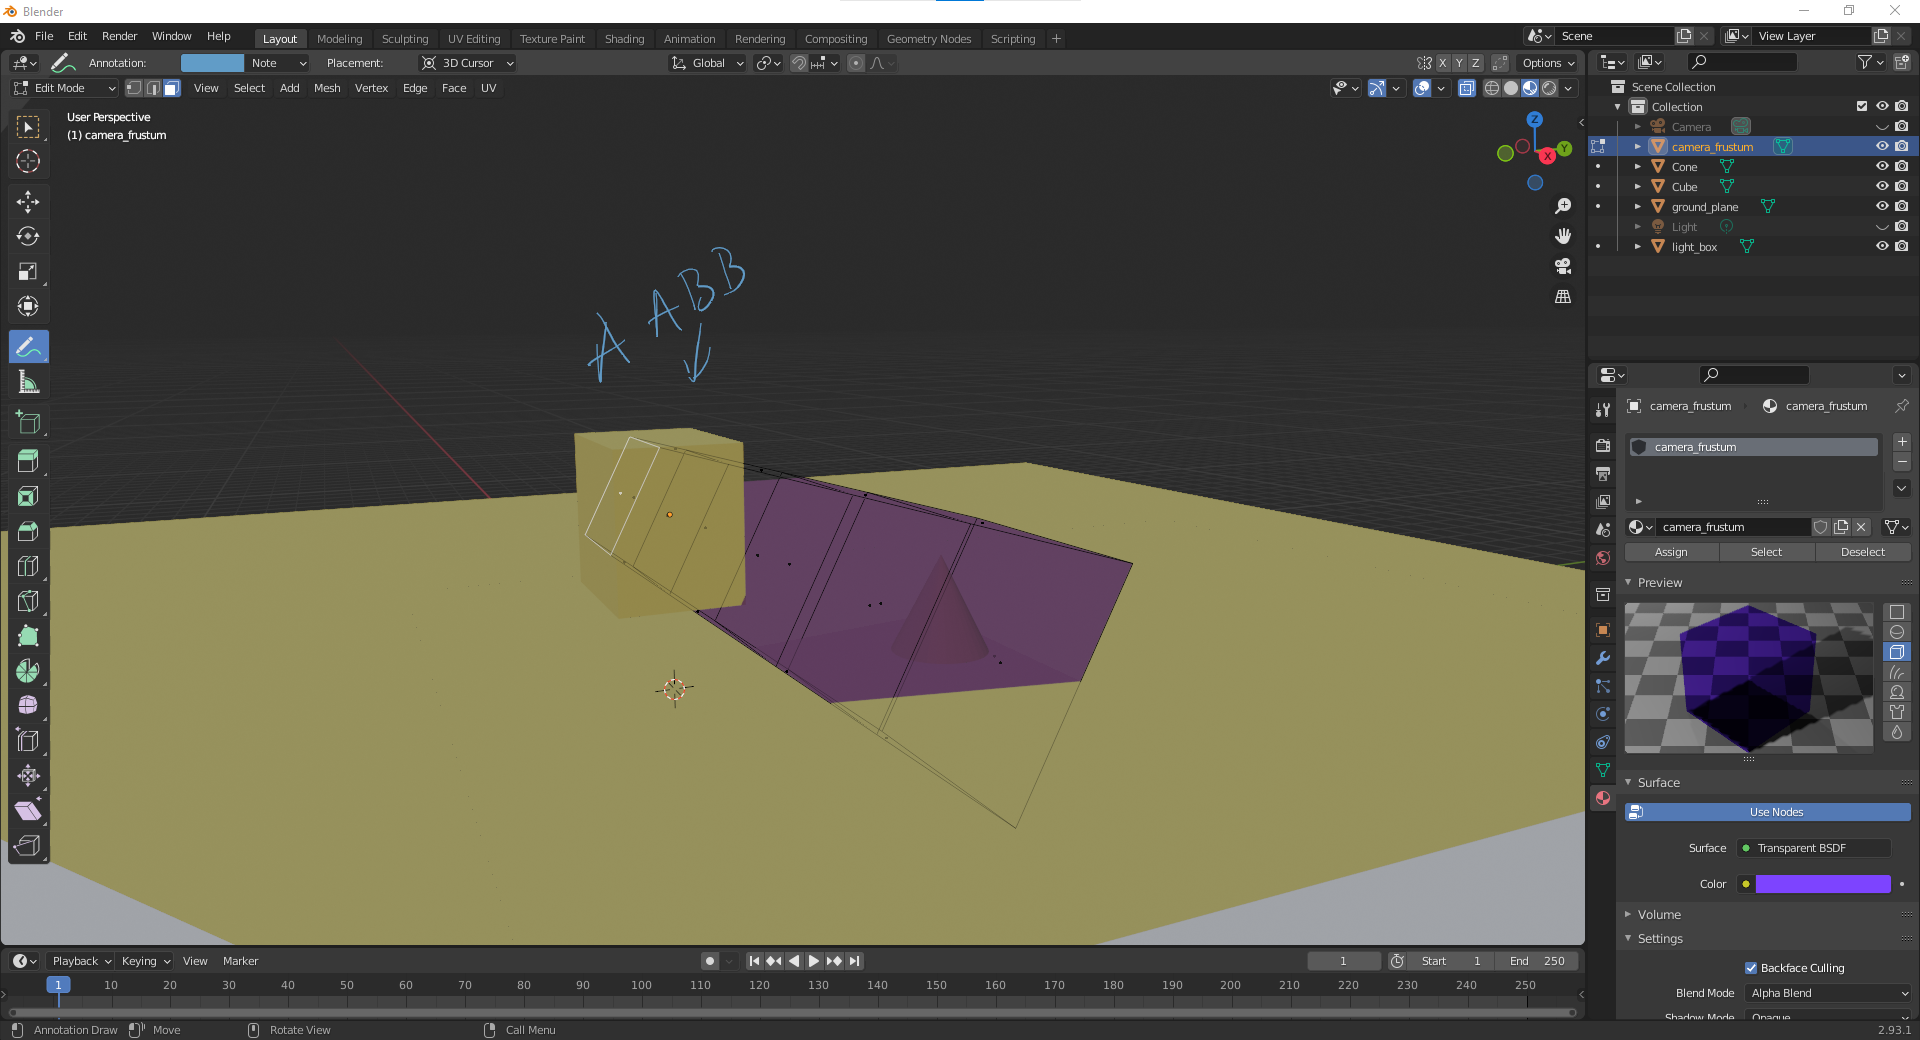 Blender
File Edit Render Window Help Layout Modeling Sculpting UV Editing Texture Paint Shading Animation Rendering Compositing Geometry Nodes Scripting + Scene View Layer
Annotation: Note Placement: 3D Cursor Global X Y Z Options
Edit Mode View Select Add Mesh Vertex Edge Face UV
User Perspective
(1) camera_frustum
Z
Y
X
A AABB
Scene Collection
Collection
Camera
camera_frustum
Cone
Cube
ground_plane
Light
light_box
camera_frustum camera_frustum
camera_frustum
camera_frustum
Assign Select Deselect
Preview
Surface
Use Nodes
Surface Transparent BSDF
Color
Volume
Settings
Backface Culling
Blend Mode Alpha Blend
Shadow Mode Opaque
Playback Keying View Marker 1 Start 1 End 250
1 10 20 30 40 50 60 70 80 90 100 110 120 130 140 150 160 170 180 190 200 210 220 230 240 250
Annotation Draw Move Rotate View Call Menu 2.93.1